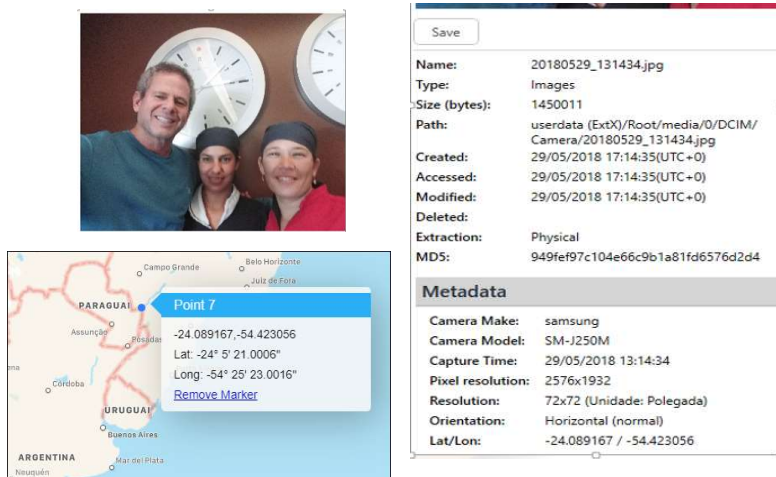 Save
Name: 20180529_131434.jpg
Type: Images
Size (bytes): 1450011
Path: userdata (ExtX)/Root/media/0/DCIM/
Camera/20180529_131434.jpg
Created: 29/05/2018 17:14:35(UTC+0)
Accessed: 29/05/2018 17:14:35(UTC+0)
Modified: 29/05/2018 17:14:35(UTC+0)
Deleted:
Extraction: Physical
MD5: 949fef97c104e66c9b1a81fd6576d2d4
Metadata
Camera Make: samsung
Camera Model: SM-J250M
Capture Time: 29/05/2018 13:14:34
Pixel resolution: 2576x1932
Resolution: 72x72 (Unidade: Polegada)
Orientation: Horizontal (normal)
Lat/Lon: -24.089167 / -54.423056
Campo Grande
Belo Horizonte
Juiz de Fora
PARAGUAI
Point 7
Assunção
Posadas
-24.089167,-54.423056
Lat: -24° 5' 21.0006"
Long: -54° 25' 23.0016"
Remove Marker
Córdoba
URUGUAI
Buenos Aires
ARGENTINA
Mar del Plata
Neuquén